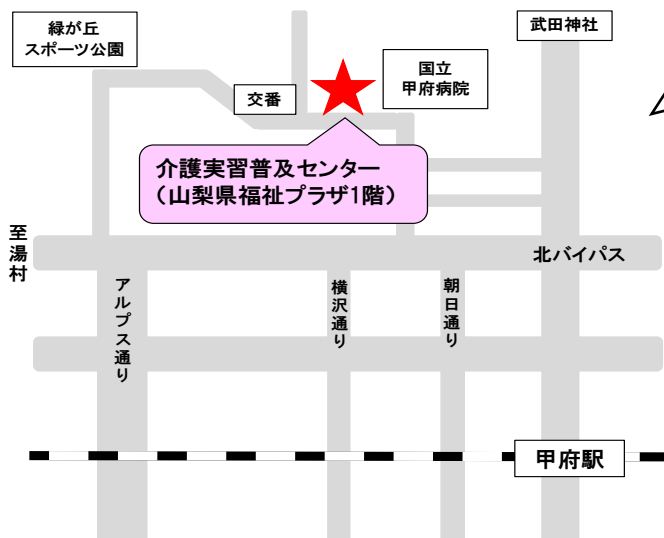 緑が丘
スポーツ公園
武田神社
国立
甲府病院
交番
介護実習普及センター
（山梨県福祉プラザ1階）
至湯村
北バイパス
アルプス通り
横沢通り
朝日通り
甲府駅